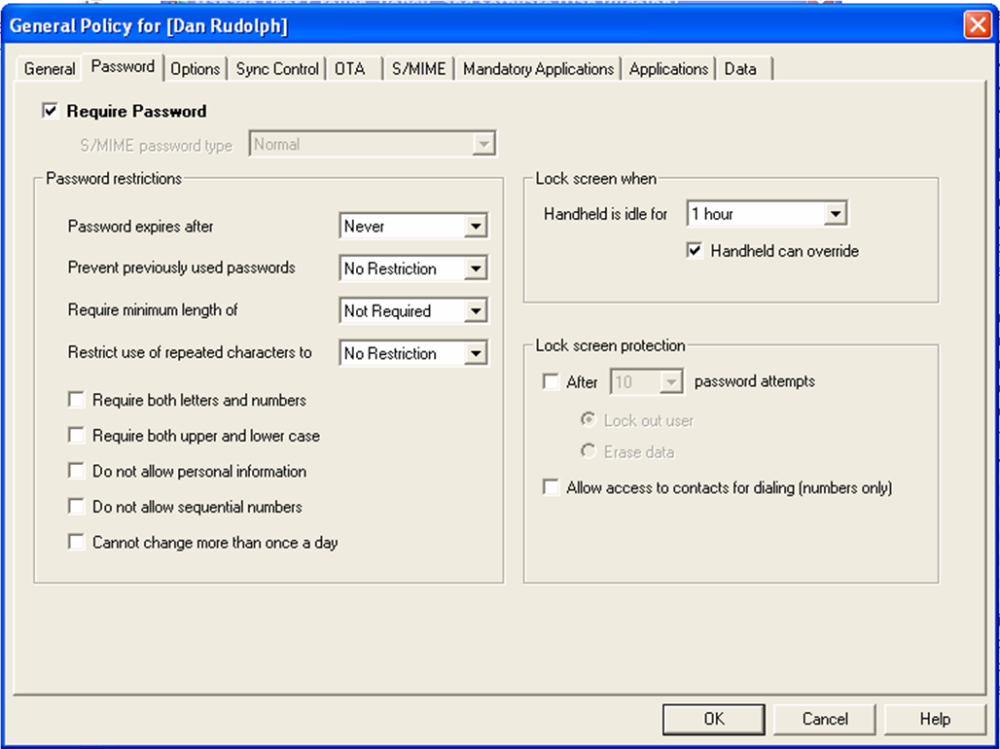 General Policy for [Dan Rudolph]
General Password Options Sync Control OTA S/MIME Mandatory Applications Applications Data
Require Password
S/MIME password type Normal
Password restrictions
Password expires after Never
Prevent previously used passwords No Restriction
Require minimum length of Not Required
Restrict use of repeated characters to No Restriction
Require both letters and numbers
Require both upper and lower case
Do not allow personal information
Do not allow sequential numbers
Cannot change more than once a day
Lock screen when
Handheld is idle for 1 hour
Handheld can override
Lock screen protection
After 10 password attempts
Lock out user
Erase data
Allow access to contacts for dialing (numbers only)
OK Cancel Help